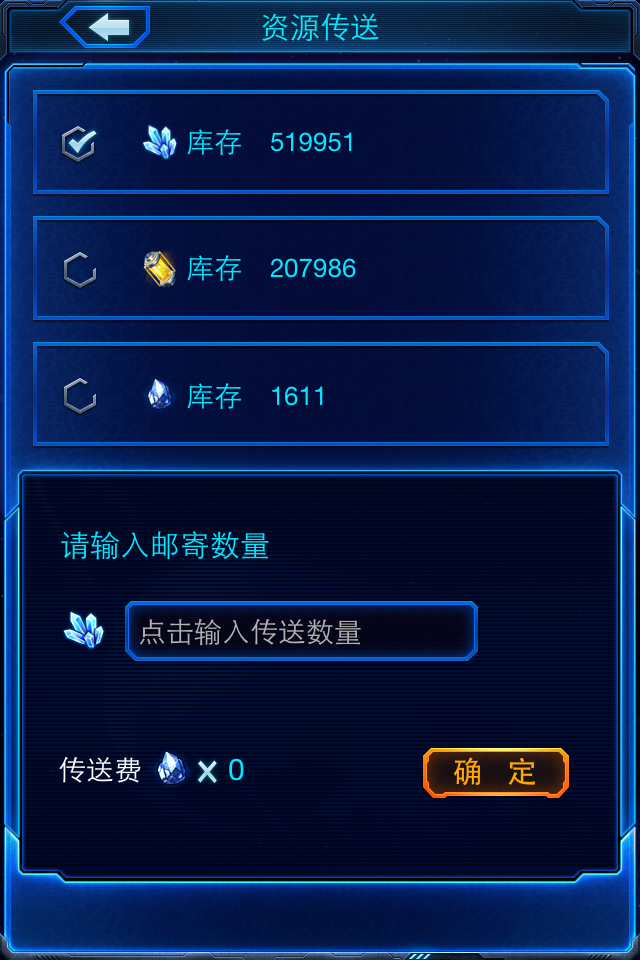 资源传送
库存 519951
库存 207986
库存 1611
请输入邮寄数量
点击输入传送数量
传送费 x 0
确 定